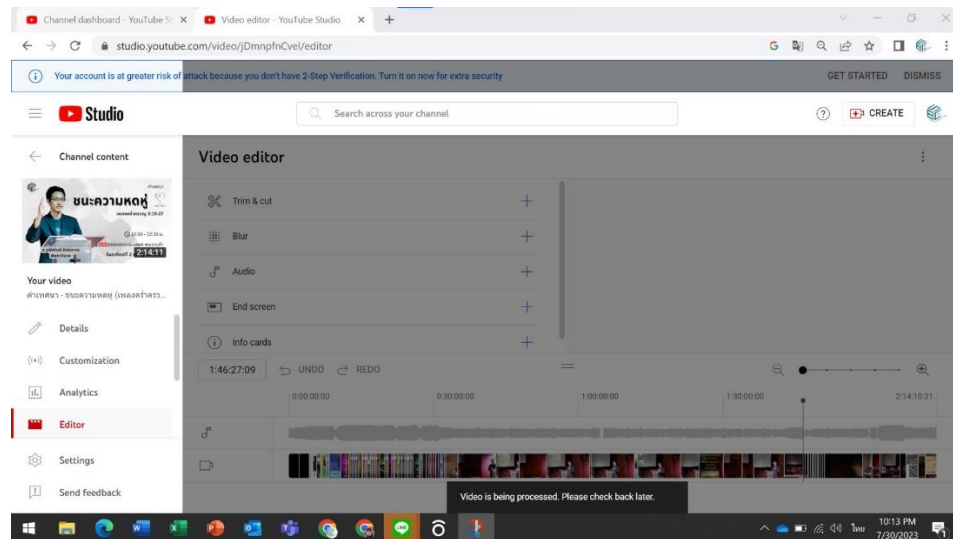 Channel dashboard - YouTube St
Video editor - YouTube Studio
studio.youtube.com/video/jDmnpfnCveI/editor
Your account is at greater risk of attack because you don't have 2-Step Verification. Turn it on now for extra security
GET STARTED DISMISS
Studio
Search across your channel
CREATE
Channel content
Video editor
ชนะความหดหู่
2:14:11
Trim & cut
Blur
Audio
End screen
Info cards
Your video
คำเทศนา - ชนะความหดหู่ (เพลงคร่ำครว...
Details
Customization
Analytics
Editor
Settings
Send feedback
1:46:27:09 UNDO REDO
0:00:00:00 0:30:00:00 1:00:00:00 1:30:00:00 2:14:10:21
Video is being processed. Please check back later.
ไทย
10:13 PM
7/30/2023